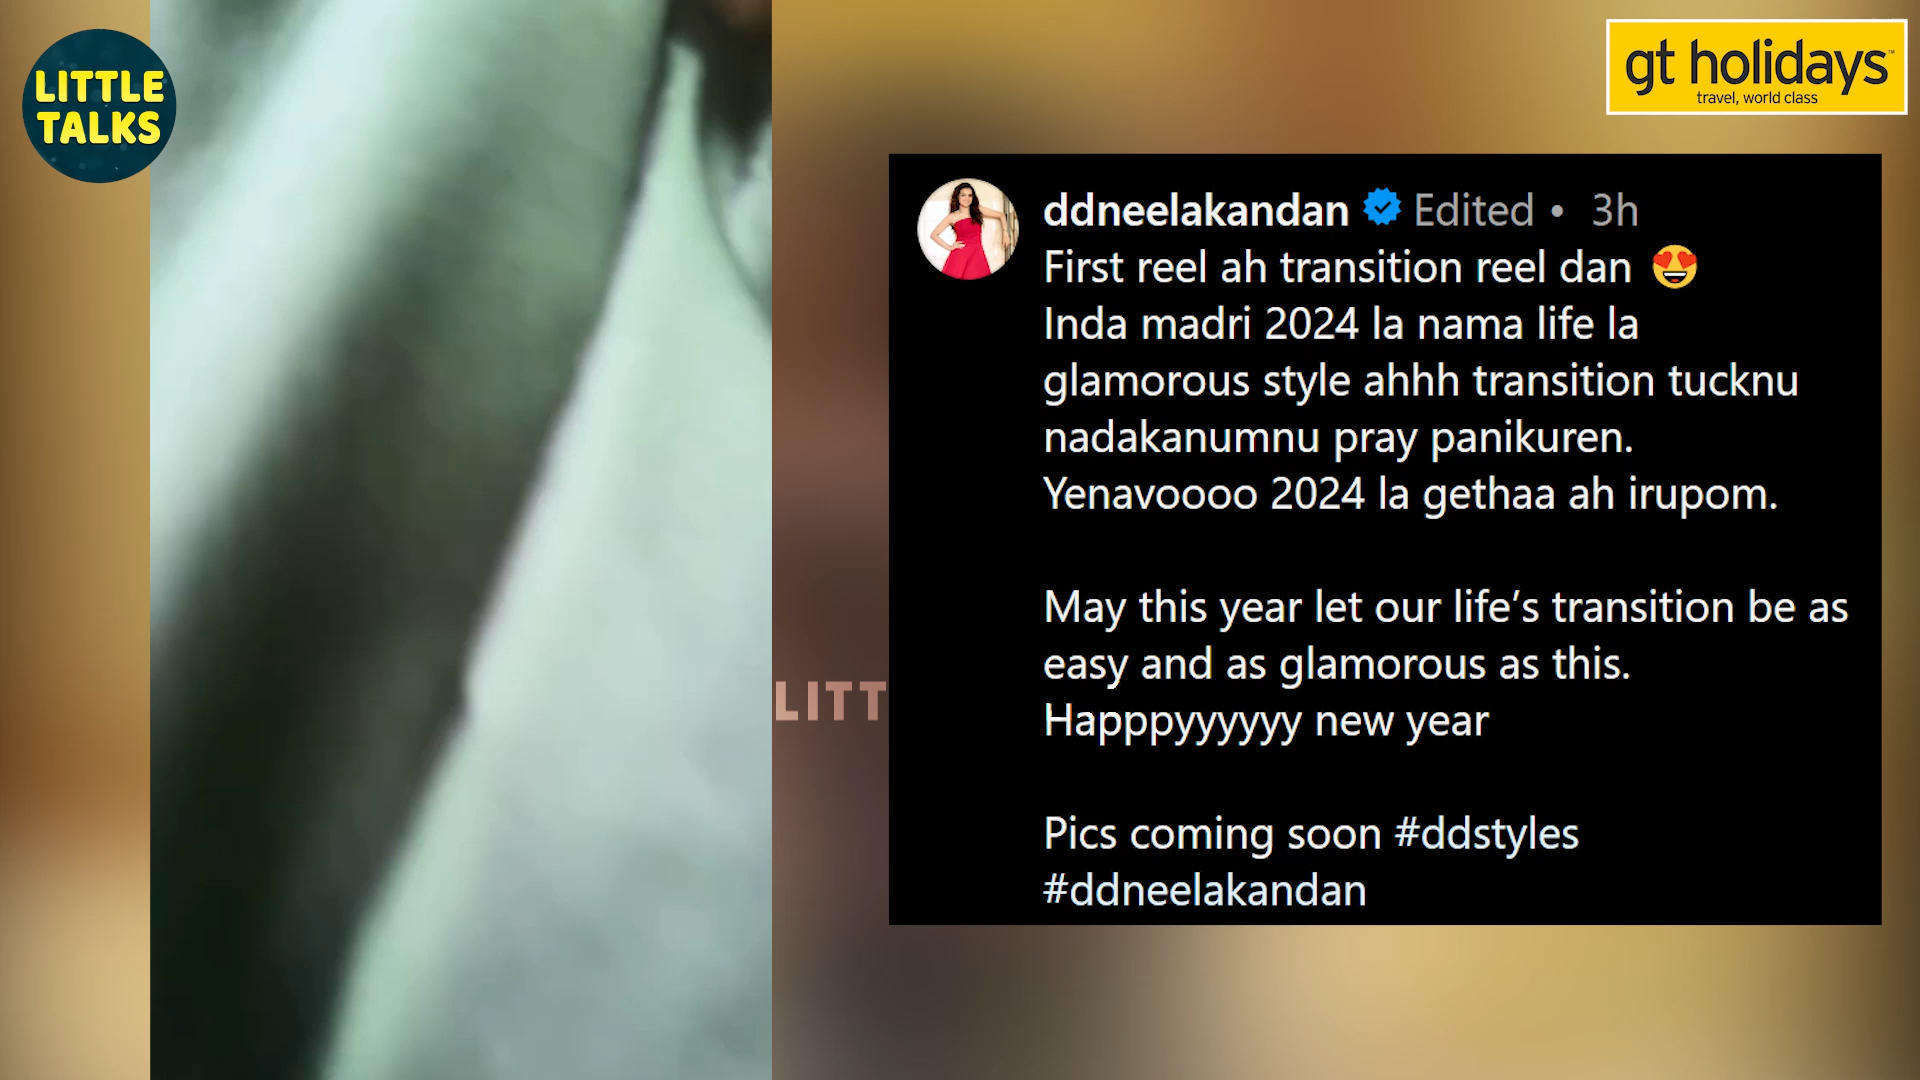 LITTLE
TALKS
gt holidays™
travel, world class
ddneelakandan Edited • 3h
First reel ah transition reel dan 😍
Inda madri 2024 la nama life la
glamorous style ahhh transition tucknu
nadakanumnu pray panikuren.
Yenavoooo 2024 la gethaa ah irupom.
May this year let our life’s transition be as
easy and as glamorous as this.
Happpyyyyyy new year
Pics coming soon #ddstyles
#ddneelakandan
LITT